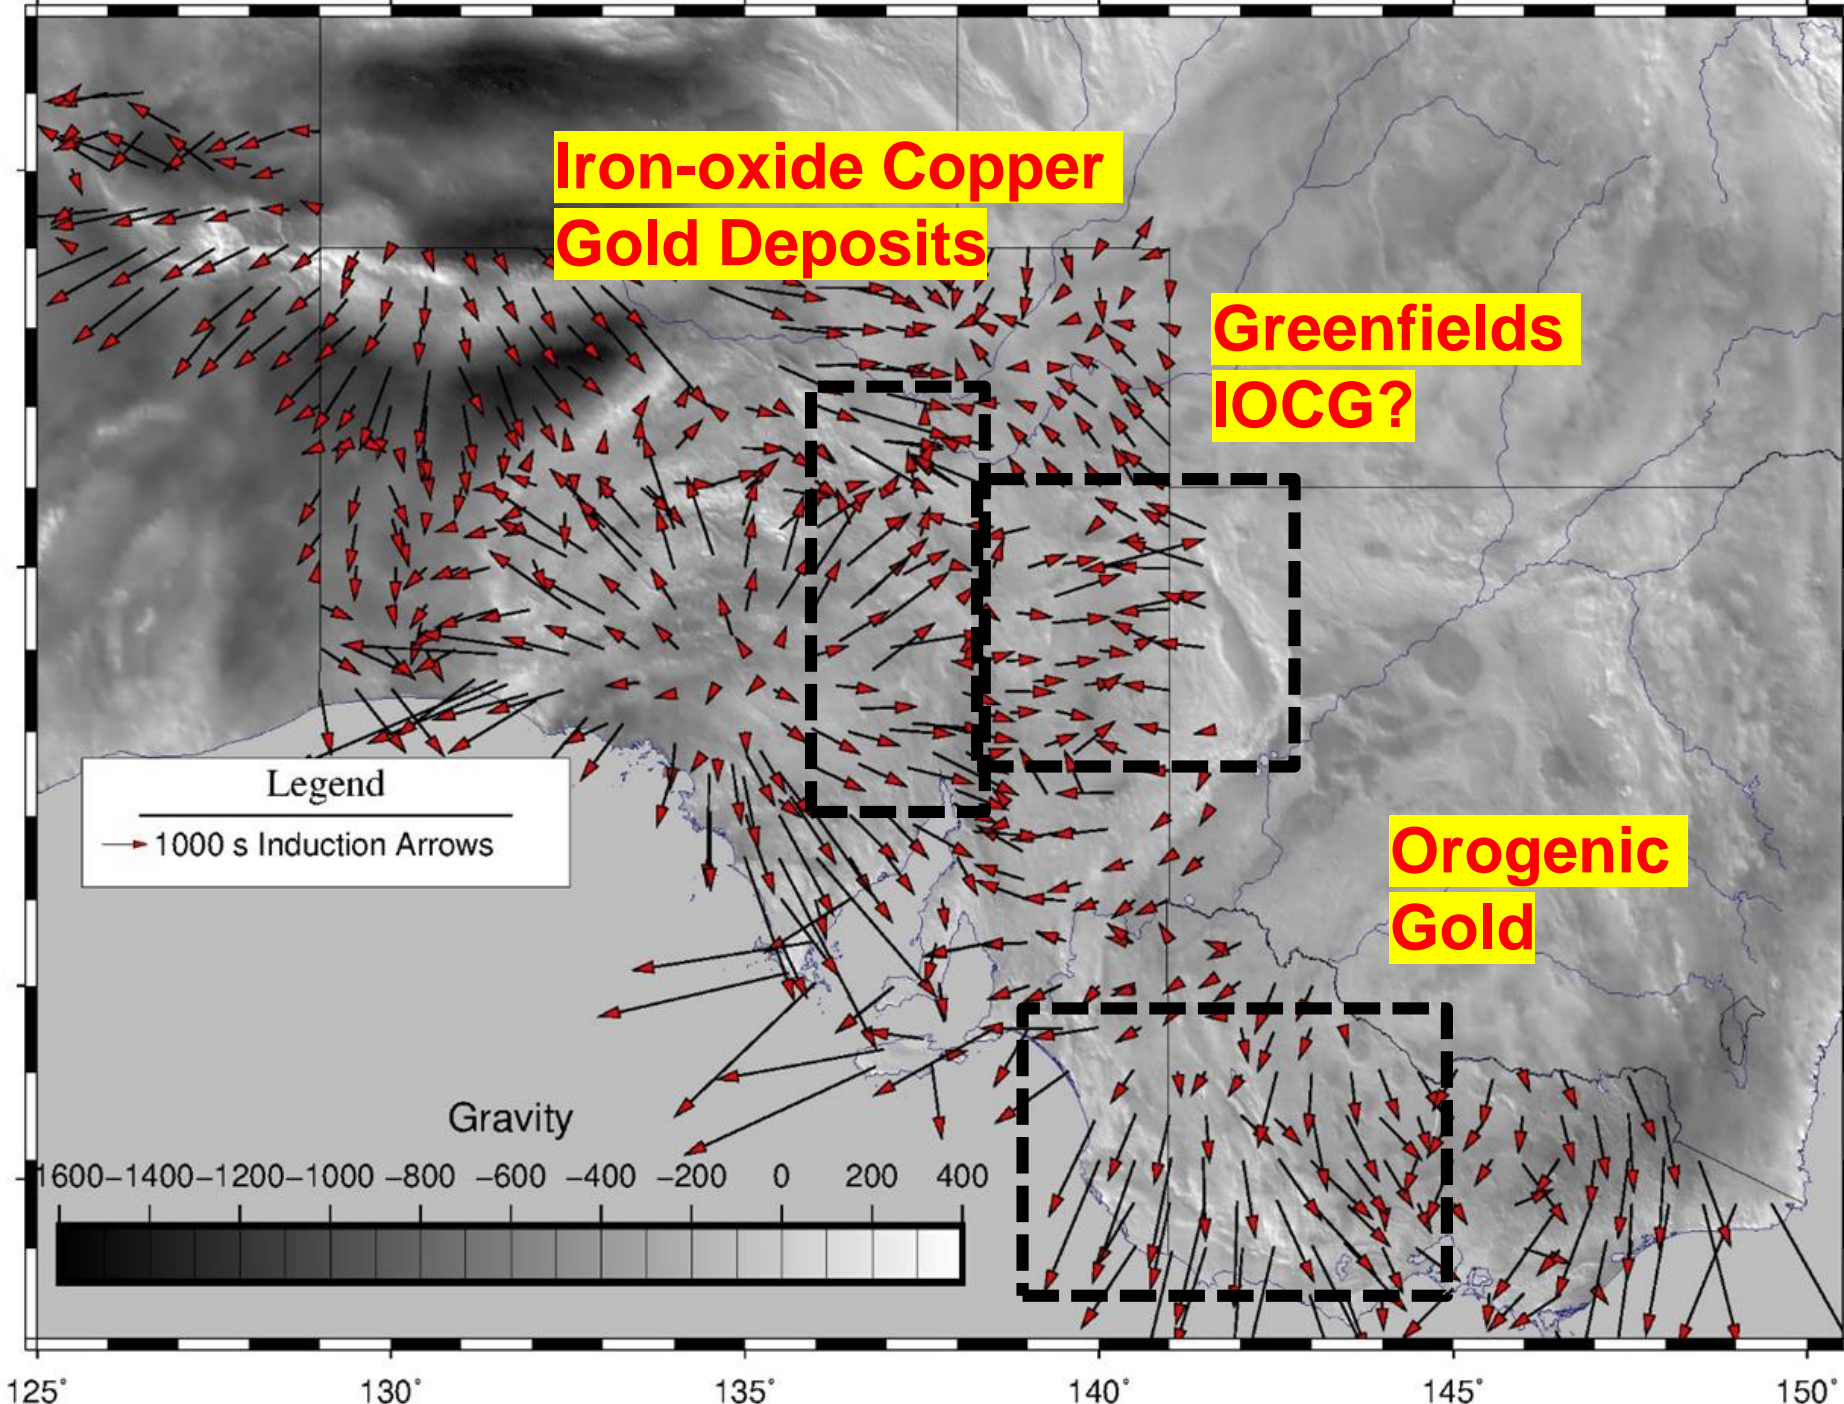 Iron-oxide Copper
Gold Deposits
Greenfields
IOCG?
Legend
1000 s Induction Arrows
Orogenic
Gold
Gravity
1600 −1400 −1200 −1000 −800 −600 −400 −200 0 200 400
125° 130° 135° 140° 145° 150°